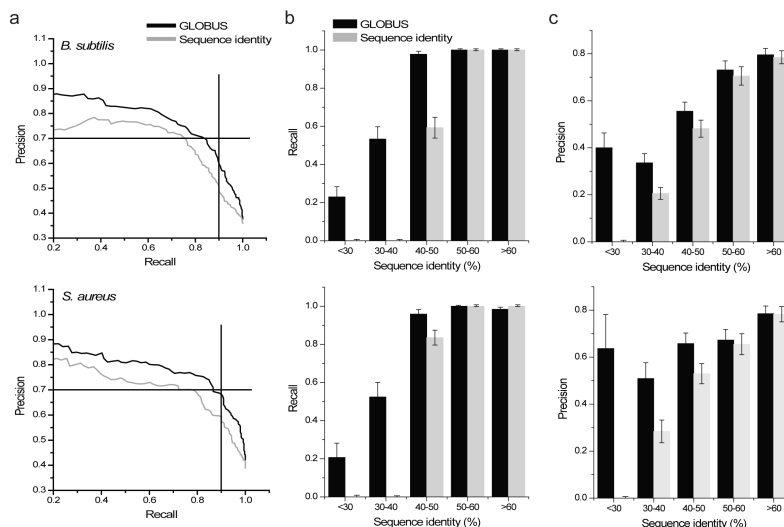 a
b
c
GLOBUS
Sequence identity
B. subtilis
Precision
1.1
1.0
0.9
0.8
0.7
0.6
0.5
0.4
0.3
0.2 0.4 0.6 0.8 1.0
Recall
GLOBUS
Sequence identity
Recall
1.0
0.8
0.6
0.4
0.2
0.0
<30 30-40 40-50 50-60 >60
Sequence identity (%)
Precision
0.8
0.6
0.4
0.2
0.0
<30 30-40 40-50 50-60 >60
Sequence identity (%)
S. aureus
Precision
1.1
1.0
0.9
0.8
0.7
0.6
0.5
0.4
0.3
0.2 0.4 0.6 0.8 1.0
Recall
Recall
1.0
0.8
0.6
0.4
0.2
0.0
<30 30-40 40-50 50-60 >60
Sequence identity (%)
Precision
0.8
0.6
0.4
0.2
0.0
<30 30-40 40-50 50-60 >60
Sequence identity (%)